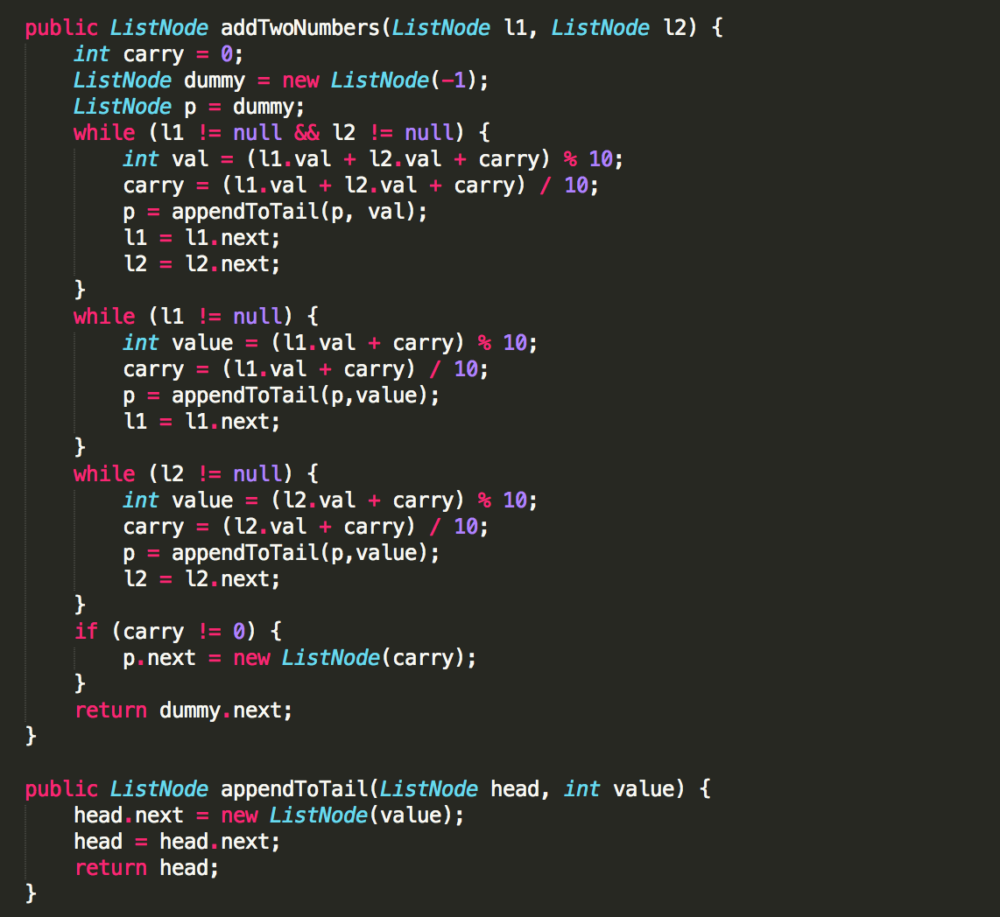 public ListNode addTwoNumbers(ListNode l1, ListNode l2) {
    int carry = 0;
    ListNode dummy = new ListNode(-1);
    ListNode p = dummy;
    while (l1 != null && l2 != null) {
        int val = (l1.val + l2.val + carry) % 10;
        carry = (l1.val + l2.val + carry) / 10;
        p = appendToTail(p, val);
        l1 = l1.next;
        l2 = l2.next;
    }
    while (l1 != null) {
        int value = (l1.val + carry) % 10;
        carry = (l1.val + carry) / 10;
        p = appendToTail(p,value);
        l1 = l1.next;
    }
    while (l2 != null) {
        int value = (l2.val + carry) % 10;
        carry = (l2.val + carry) / 10;
        p = appendToTail(p,value);
        l2 = l2.next;
    }
    if (carry != 0) {
        p.next = new ListNode(carry);
    }
    return dummy.next;
}

public ListNode appendToTail(ListNode head, int value) {
    head.next = new ListNode(value);
    head = head.next;
    return head;
}